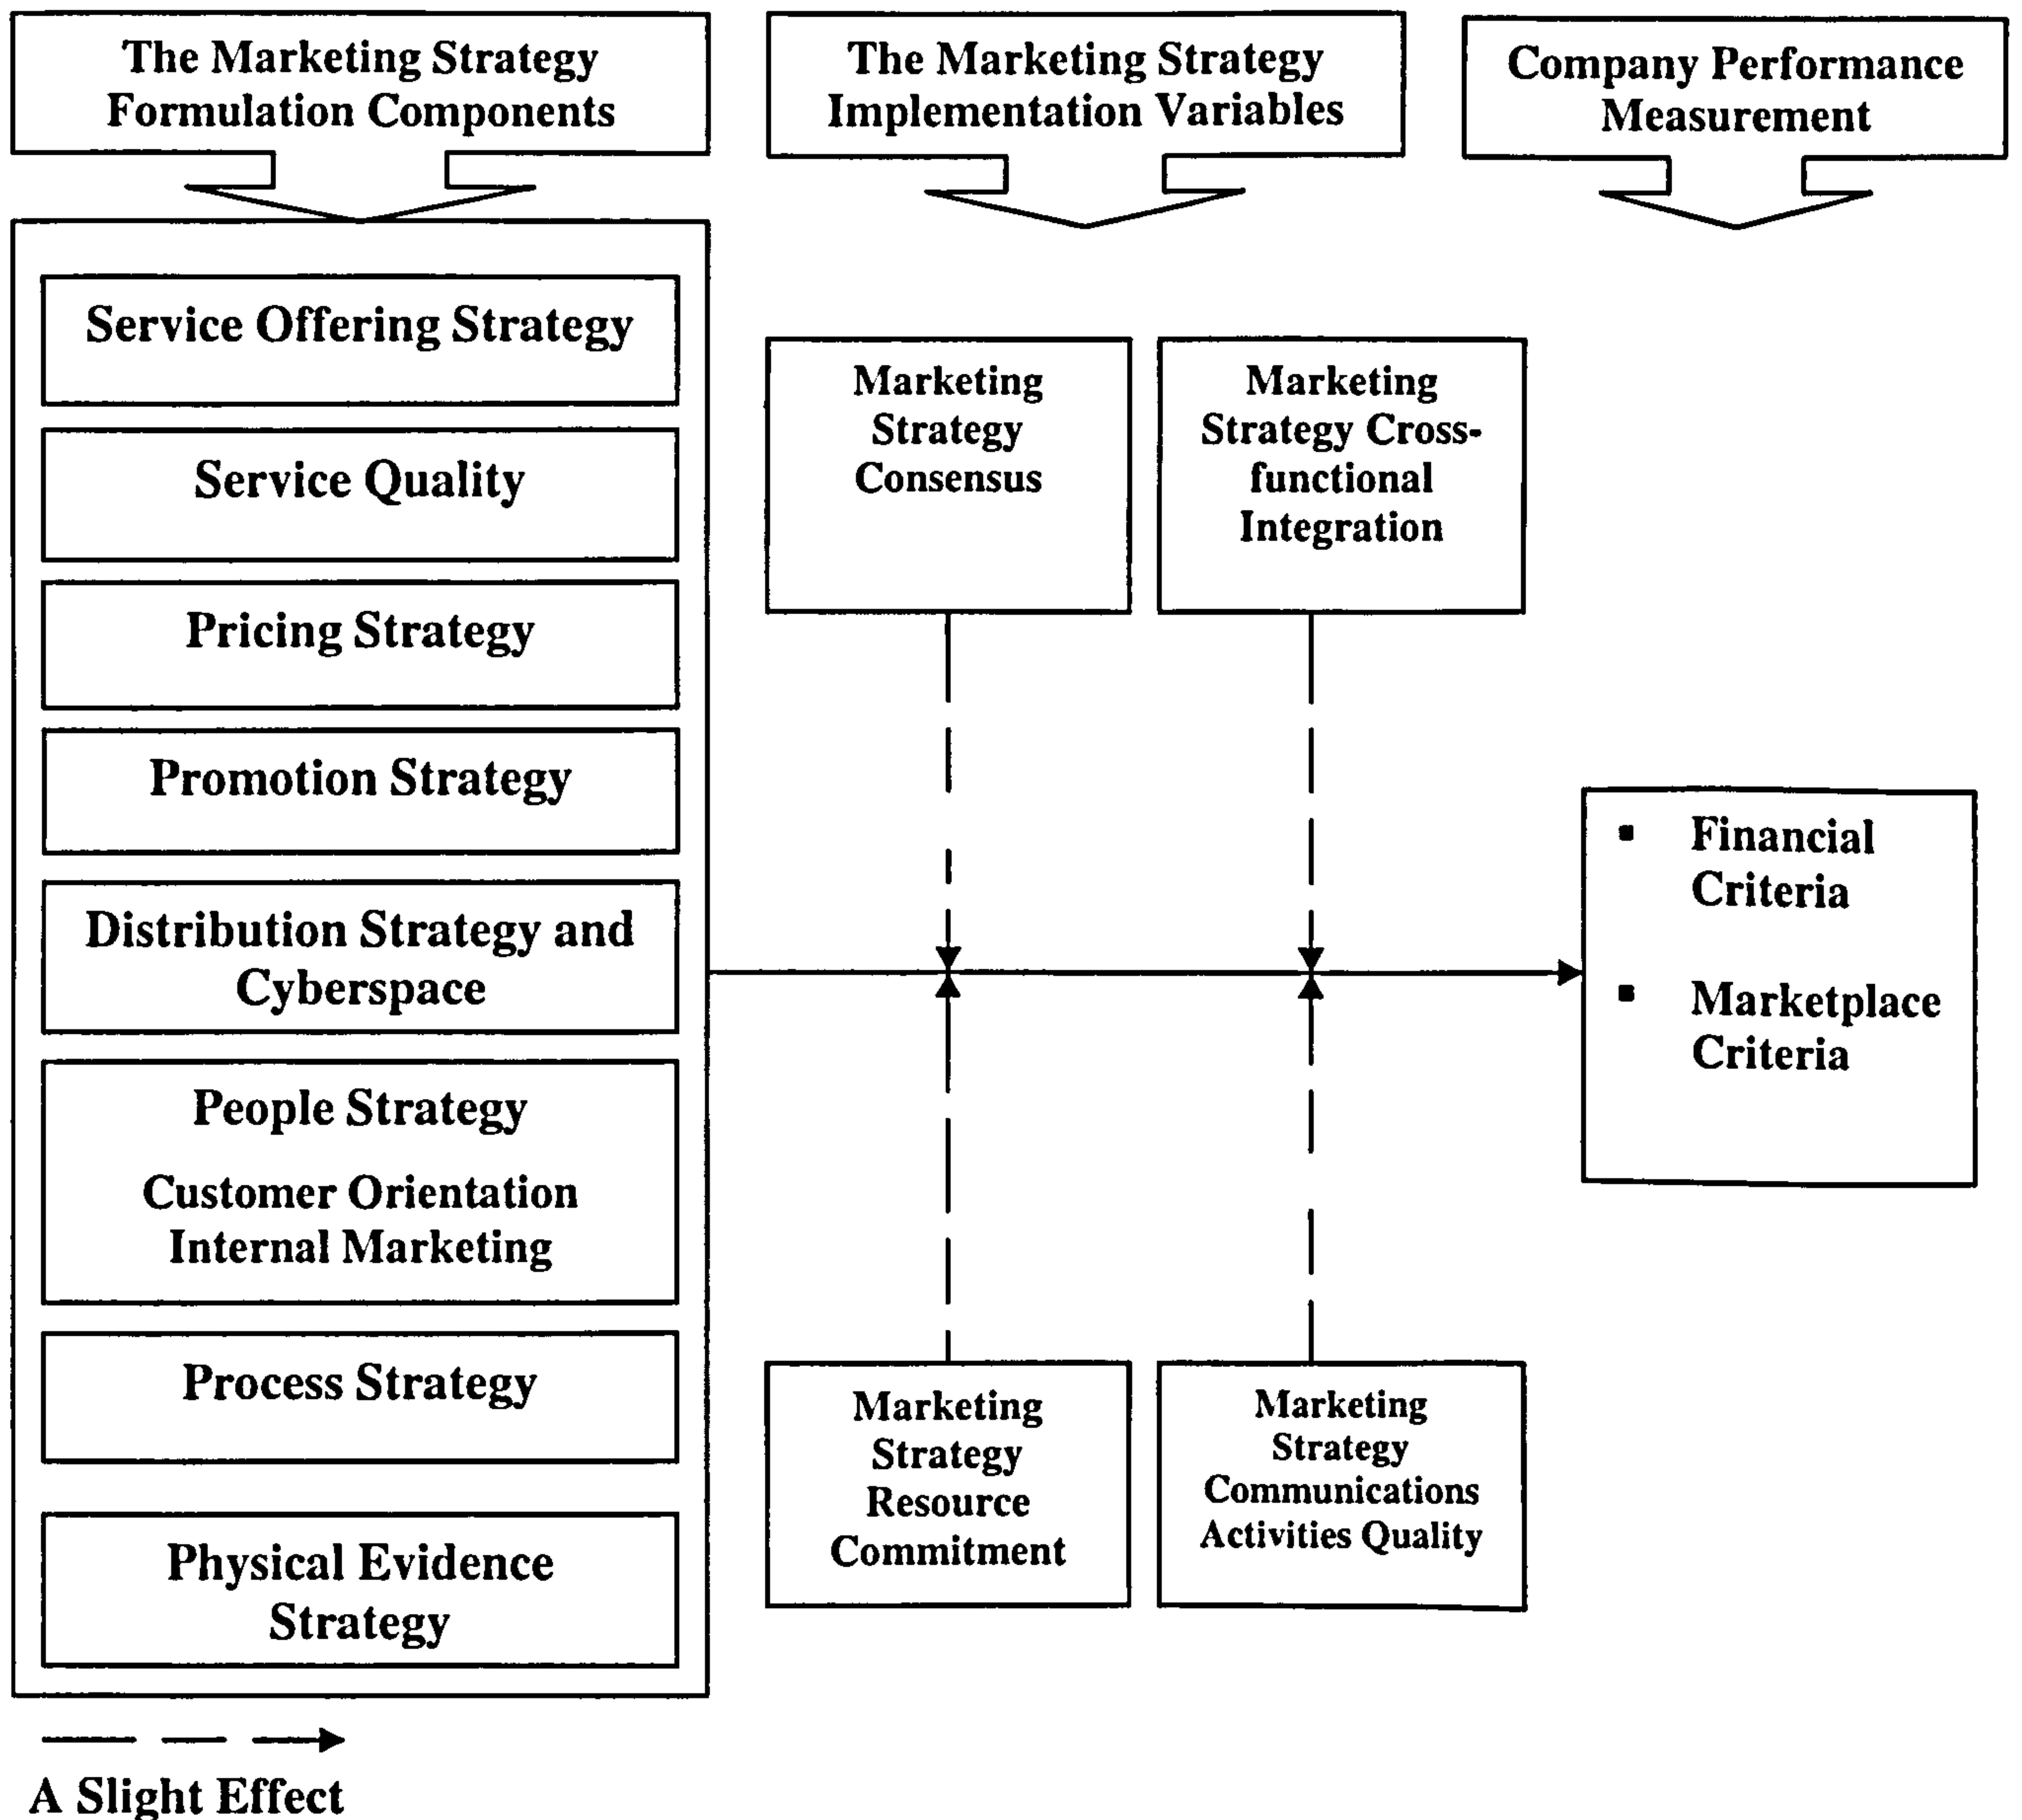 The Marketing Strategy
Formulation Components
The Marketing Strategy
Implementation Variables
Company Performance
Measurement
Service Offering Strategy
Service Quality
Pricing Strategy
Promotion Strategy
Distribution Strategy and
Cyberspace
People Strategy
Customer Orientation
Internal Marketing
Process Strategy
Physical Evidence
Strategy
Marketing
Strategy
Consensus
Marketing
Strategy Cross-
functional
Integration
Marketing
Strategy
Resource
Commitment
Marketing
Strategy
Communications
Activities Quality
▪ Financial
Criteria
▪ Marketplace
Criteria
A Slight Effect